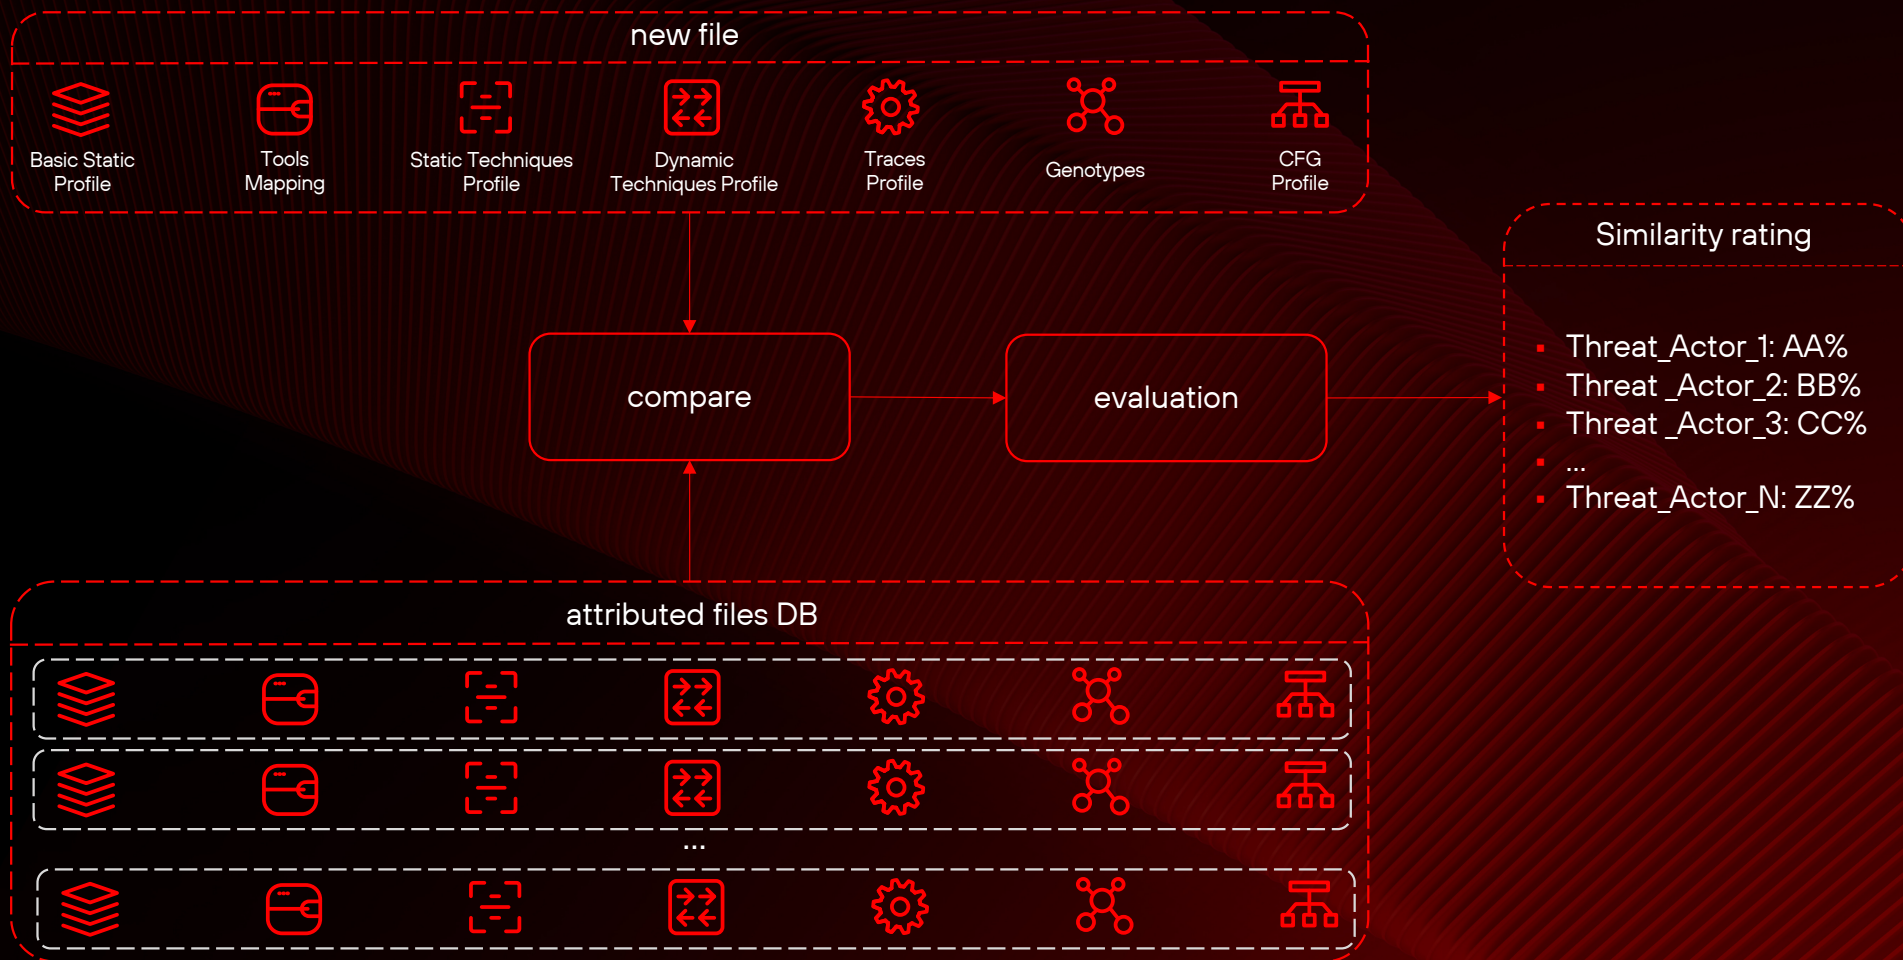 new file
Basic Static
Profile
Tools
Mapping
Static Techniques
Profile
Dynamic
Techniques Profile
Traces
Profile
Genotypes
CFG
Profile
Similarity rating
Threat_Actor_1: AA%
Threat _Actor_2: BB%
Threat _Actor_3: CC%
...
Threat_Actor_N: ZZ%
compare
evaluation
attributed files DB
...